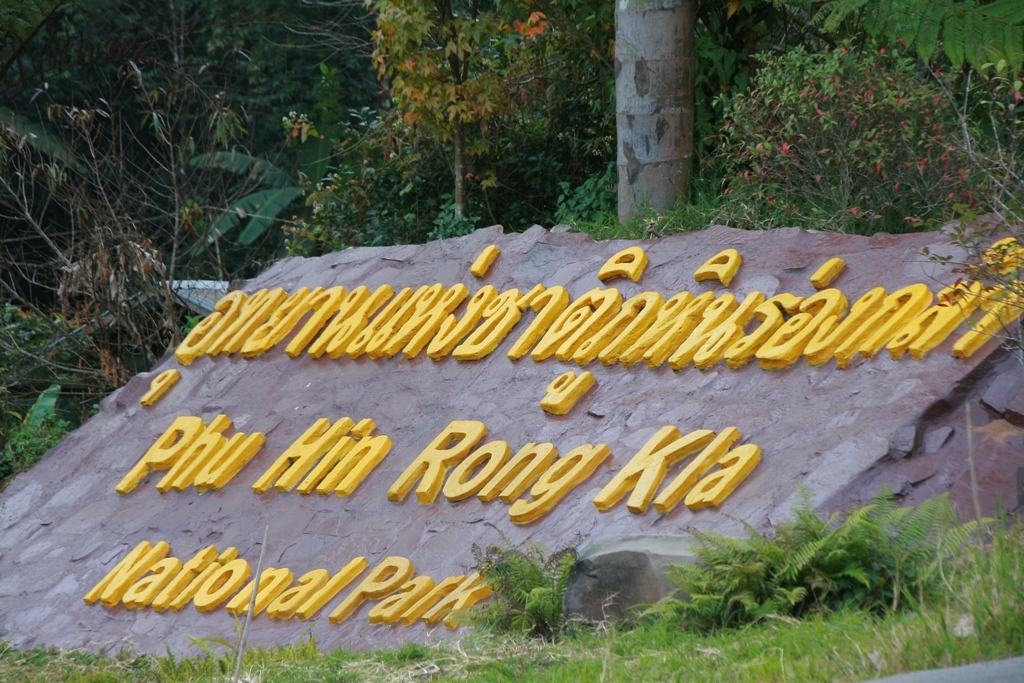 อุทยานแห่งชาติภูหินร่องกล้า
Phu Hin Rong Kla
National Park